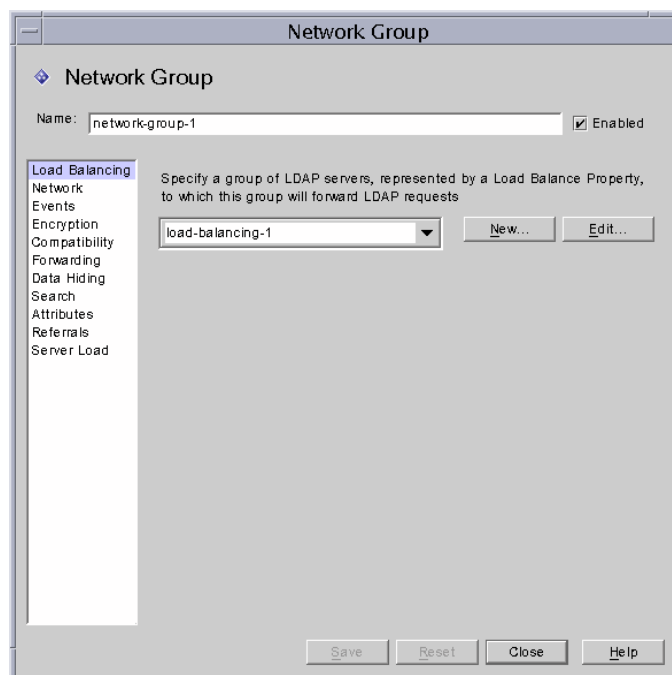 Network Group
Network Group
Name: network-group-1 Enabled
Load Balancing
Network
Events
Encryption
Compatibility
Forwarding
Data Hiding
Search
Attributes
Referrals
Server Load
Specify a group of LDAP servers, represented by a Load Balance Property,
to which this group will forward LDAP requests
load-balancing-1 New... Edit...
Save Reset Close Help